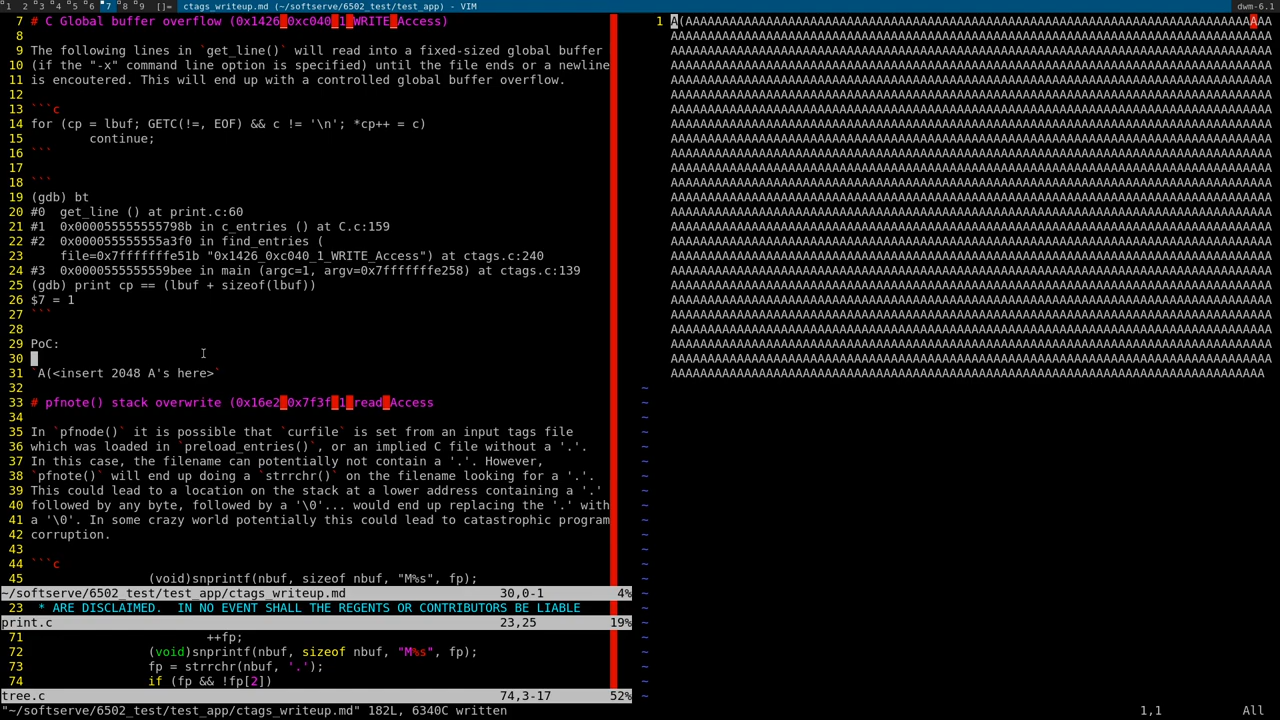 1 2 3 4 5 6 7 8 9 []= ctags_writeup.md (~/softserve/6502_test/test_app) - VIM dwm-6.1
7 # C Global buffer overflow (0x1426_0xc040_1_WRITE_Access)
8
9 The following lines in `get_line()` will read into a fixed-sized global buffer
10 (if the "-x" command line option is specified) until the file ends or a newline
11 is encoutered. This will end up with a controlled global buffer overflow.
12
13 ```c
14 for (cp = lbuf; GETC(!=, EOF) && c != '\n'; *cp++ = c)
15         continue;
16 ```
17
18 ```
19 (gdb) bt
20 #0  get_line () at print.c:60
21 #1  0x000055555555798b in c_entries () at C.c:159
22 #2  0x000055555555a3f0 in find_entries (
23     file=0x7fffffffe51b "0x1426_0xc040_1_WRITE_Access") at ctags.c:240
24 #3  0x0000555555559bee in main (argc=1, argv=0x7fffffffe258) at ctags.c:139
25 (gdb) print cp == (lbuf + sizeof(lbuf))
26 $7 = 1
27 ```
28
29 PoC:
30
31 `A(<insert 2048 A's here>`
32
33 # pfnote() stack overwrite (0x16e2_0x7f3f_1_read_Access
34
35 In `pfnode()` it is possible that `curfile` is set from an input tags file
36 which was loaded in `preload_entries()`, or an implied C file without a '.'.
37 In this case, the filename can potentially not contain a '.'. However,
38 `pfnote()` will end up doing a `strrchr()` on the filename looking for a '.'.
39 This could lead to a location on the stack at a lower address containing a '.'
40 followed by any byte, followed by a '\0'... would end up replacing the '.' with
41 a '\0'. In some crazy world potentially this could lead to catastrophic program
42 corruption.
43
44 ```c
45                 (void)snprintf(nbuf, sizeof nbuf, "M%s", fp);
~/softserve/6502_test/test_app/ctags_writeup.md 30,0-1 4%
23  * ARE DISCLAIMED.  IN NO EVENT SHALL THE REGENTS OR CONTRIBUTORS BE LIABLE
print.c 23,25 19%
71                         ++fp;
72                 (void)snprintf(nbuf, sizeof nbuf, "M%s", fp);
73                 fp = strrchr(nbuf, '.');
74                 if (fp && !fp[2])
tree.c 74,3-17 52%
"~/softserve/6502_test/test_app/ctags_writeup.md" 182L, 6340C written
1,1 All